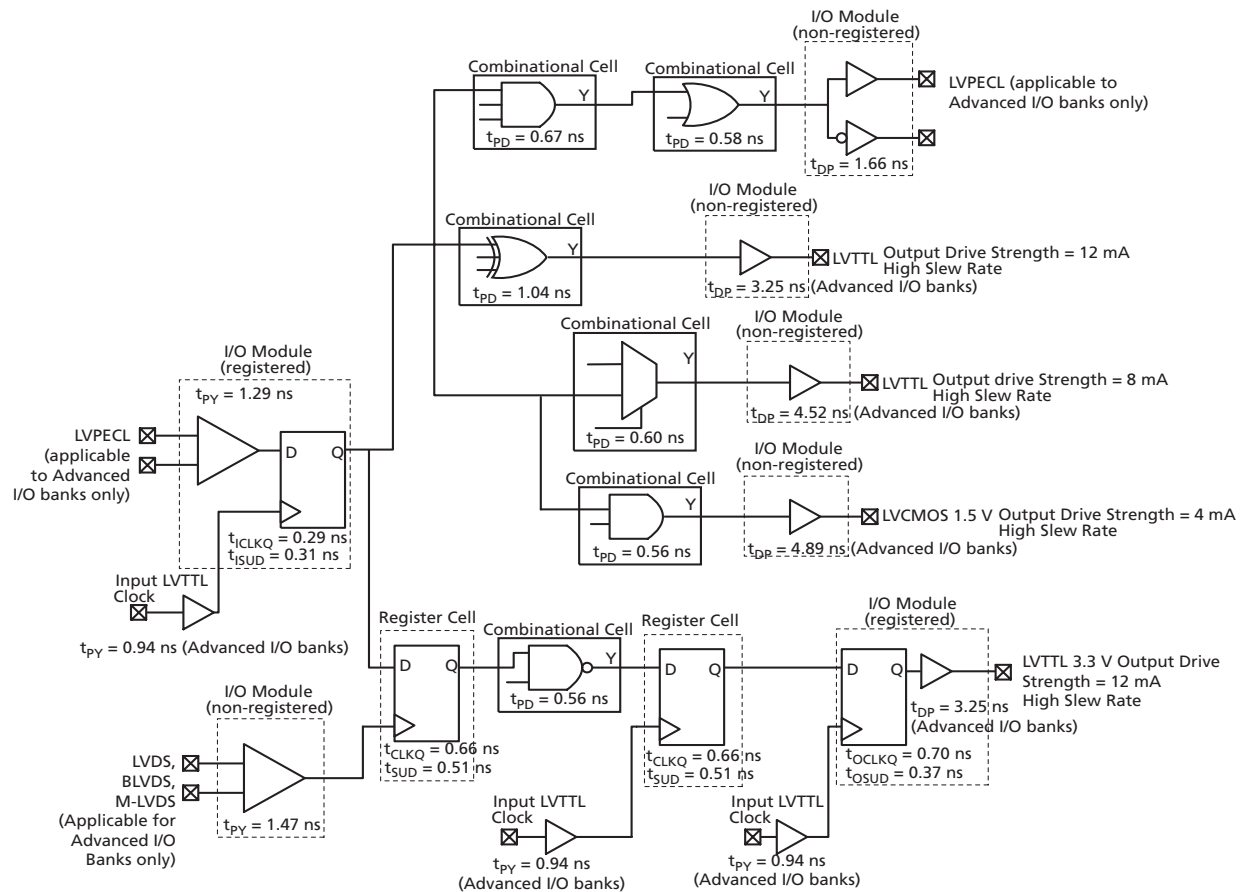 I/O Module
(non-registered)
Combinational Cell
Y
tPD = 0.67 ns
Combinational Cell
Y
tPD = 0.58 ns
tDP = 1.66 ns
LVPECL (applicable to
Advanced I/O banks only)
I/O Module
(non-registered)
Combinational Cell
Y
tPD = 1.04 ns
tDP = 3.25 ns
LVTTL Output Drive Strength = 12 mA
High Slew Rate
(Advanced I/O banks)
Combinational Cell
Y
tPD = 0.60 ns
I/O Module
(non-registered)
tDP = 4.52 ns
LVTTL Output drive Strength = 8 mA
High Slew Rate
(Advanced I/O banks)
I/O Module
(registered)
tPY = 1.29 ns
LVPECL
(applicable
to Advanced
I/O banks only)
D
Q
tICLKQ = 0.29 ns
tISUD = 0.31 ns
Input LVTTL
Clock
tPY = 0.94 ns (Advanced I/O banks)
Combinational Cell
Y
tPD = 0.56 ns
I/O Module
(non-registered)
tDP = 4.89 ns
LVCMOS 1.5 V Output Drive Strength = 4 mA
High Slew Rate
(Advanced I/O banks)
I/O Module
(non-registered)
LVDS,
BLVDS,
M-LVDS
(Applicable for
Advanced I/O
Banks only)
tPY = 1.47 ns
Register Cell
D
Q
tCLKQ = 0.66 ns
tSUD = 0.51 ns
Combinational Cell
Y
tPD = 0.56 ns
Register Cell
D
Q
tCLKQ = 0.66 ns
tSUD = 0.51 ns
Input LVTTL
Clock
tPY = 0.94 ns
(Advanced I/O banks)
I/O Module
(registered)
D
Q
tDP = 3.25 ns
(Advanced I/O banks)
tOCLKQ = 0.70 ns
tOSUD = 0.37 ns
LVTTL 3.3 V Output Drive
Strength = 12 mA
High Slew Rate
Input LVTTL
Clock
tPY = 0.94 ns
(Advanced I/O banks)